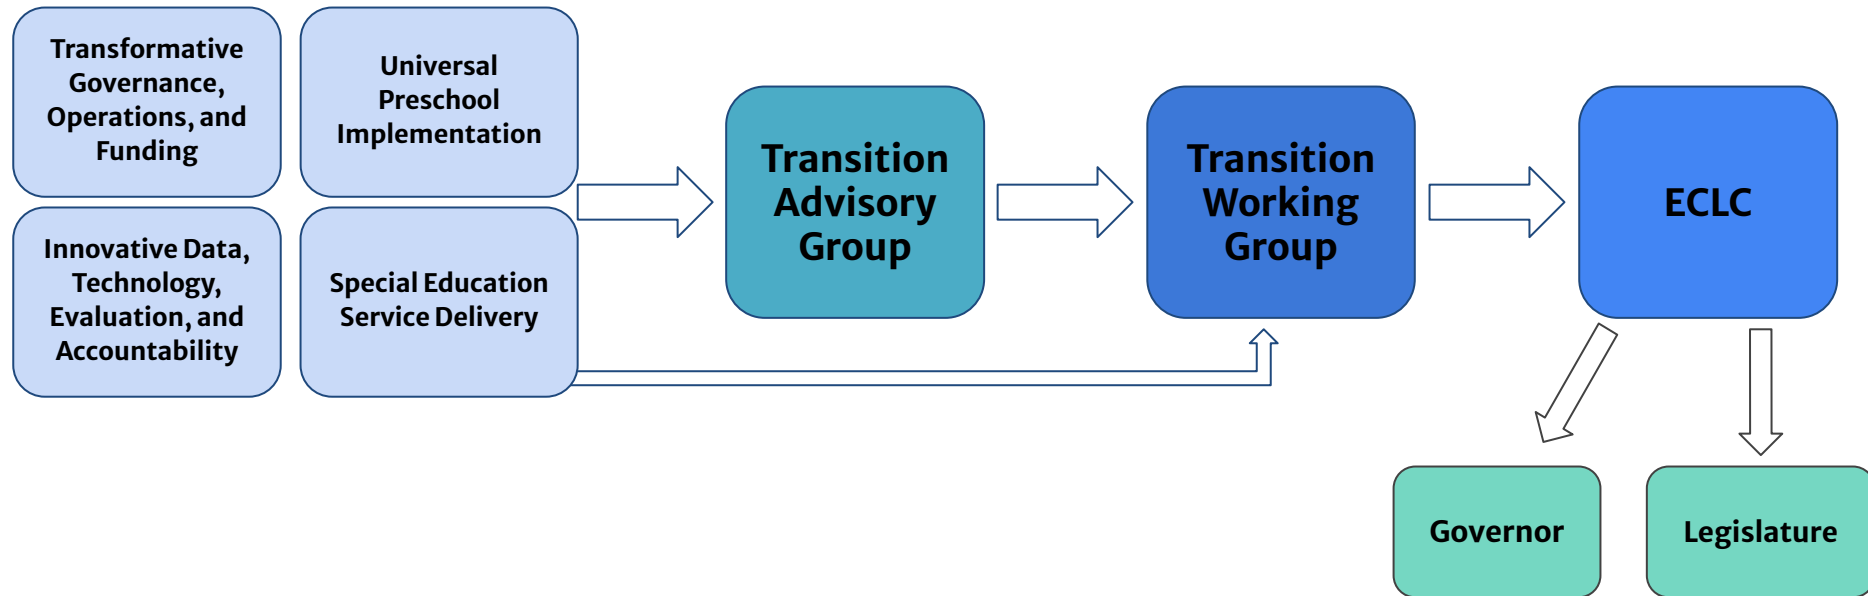 Transformative
Governance,
Operations, and
Funding
Universal
Preschool
Implementation
Innovative Data,
Technology,
Evaluation, and
Accountability
Special Education
Service Delivery
Transition
Advisory
Group
Transition
Working
Group
ECLC
Governor
Legislature